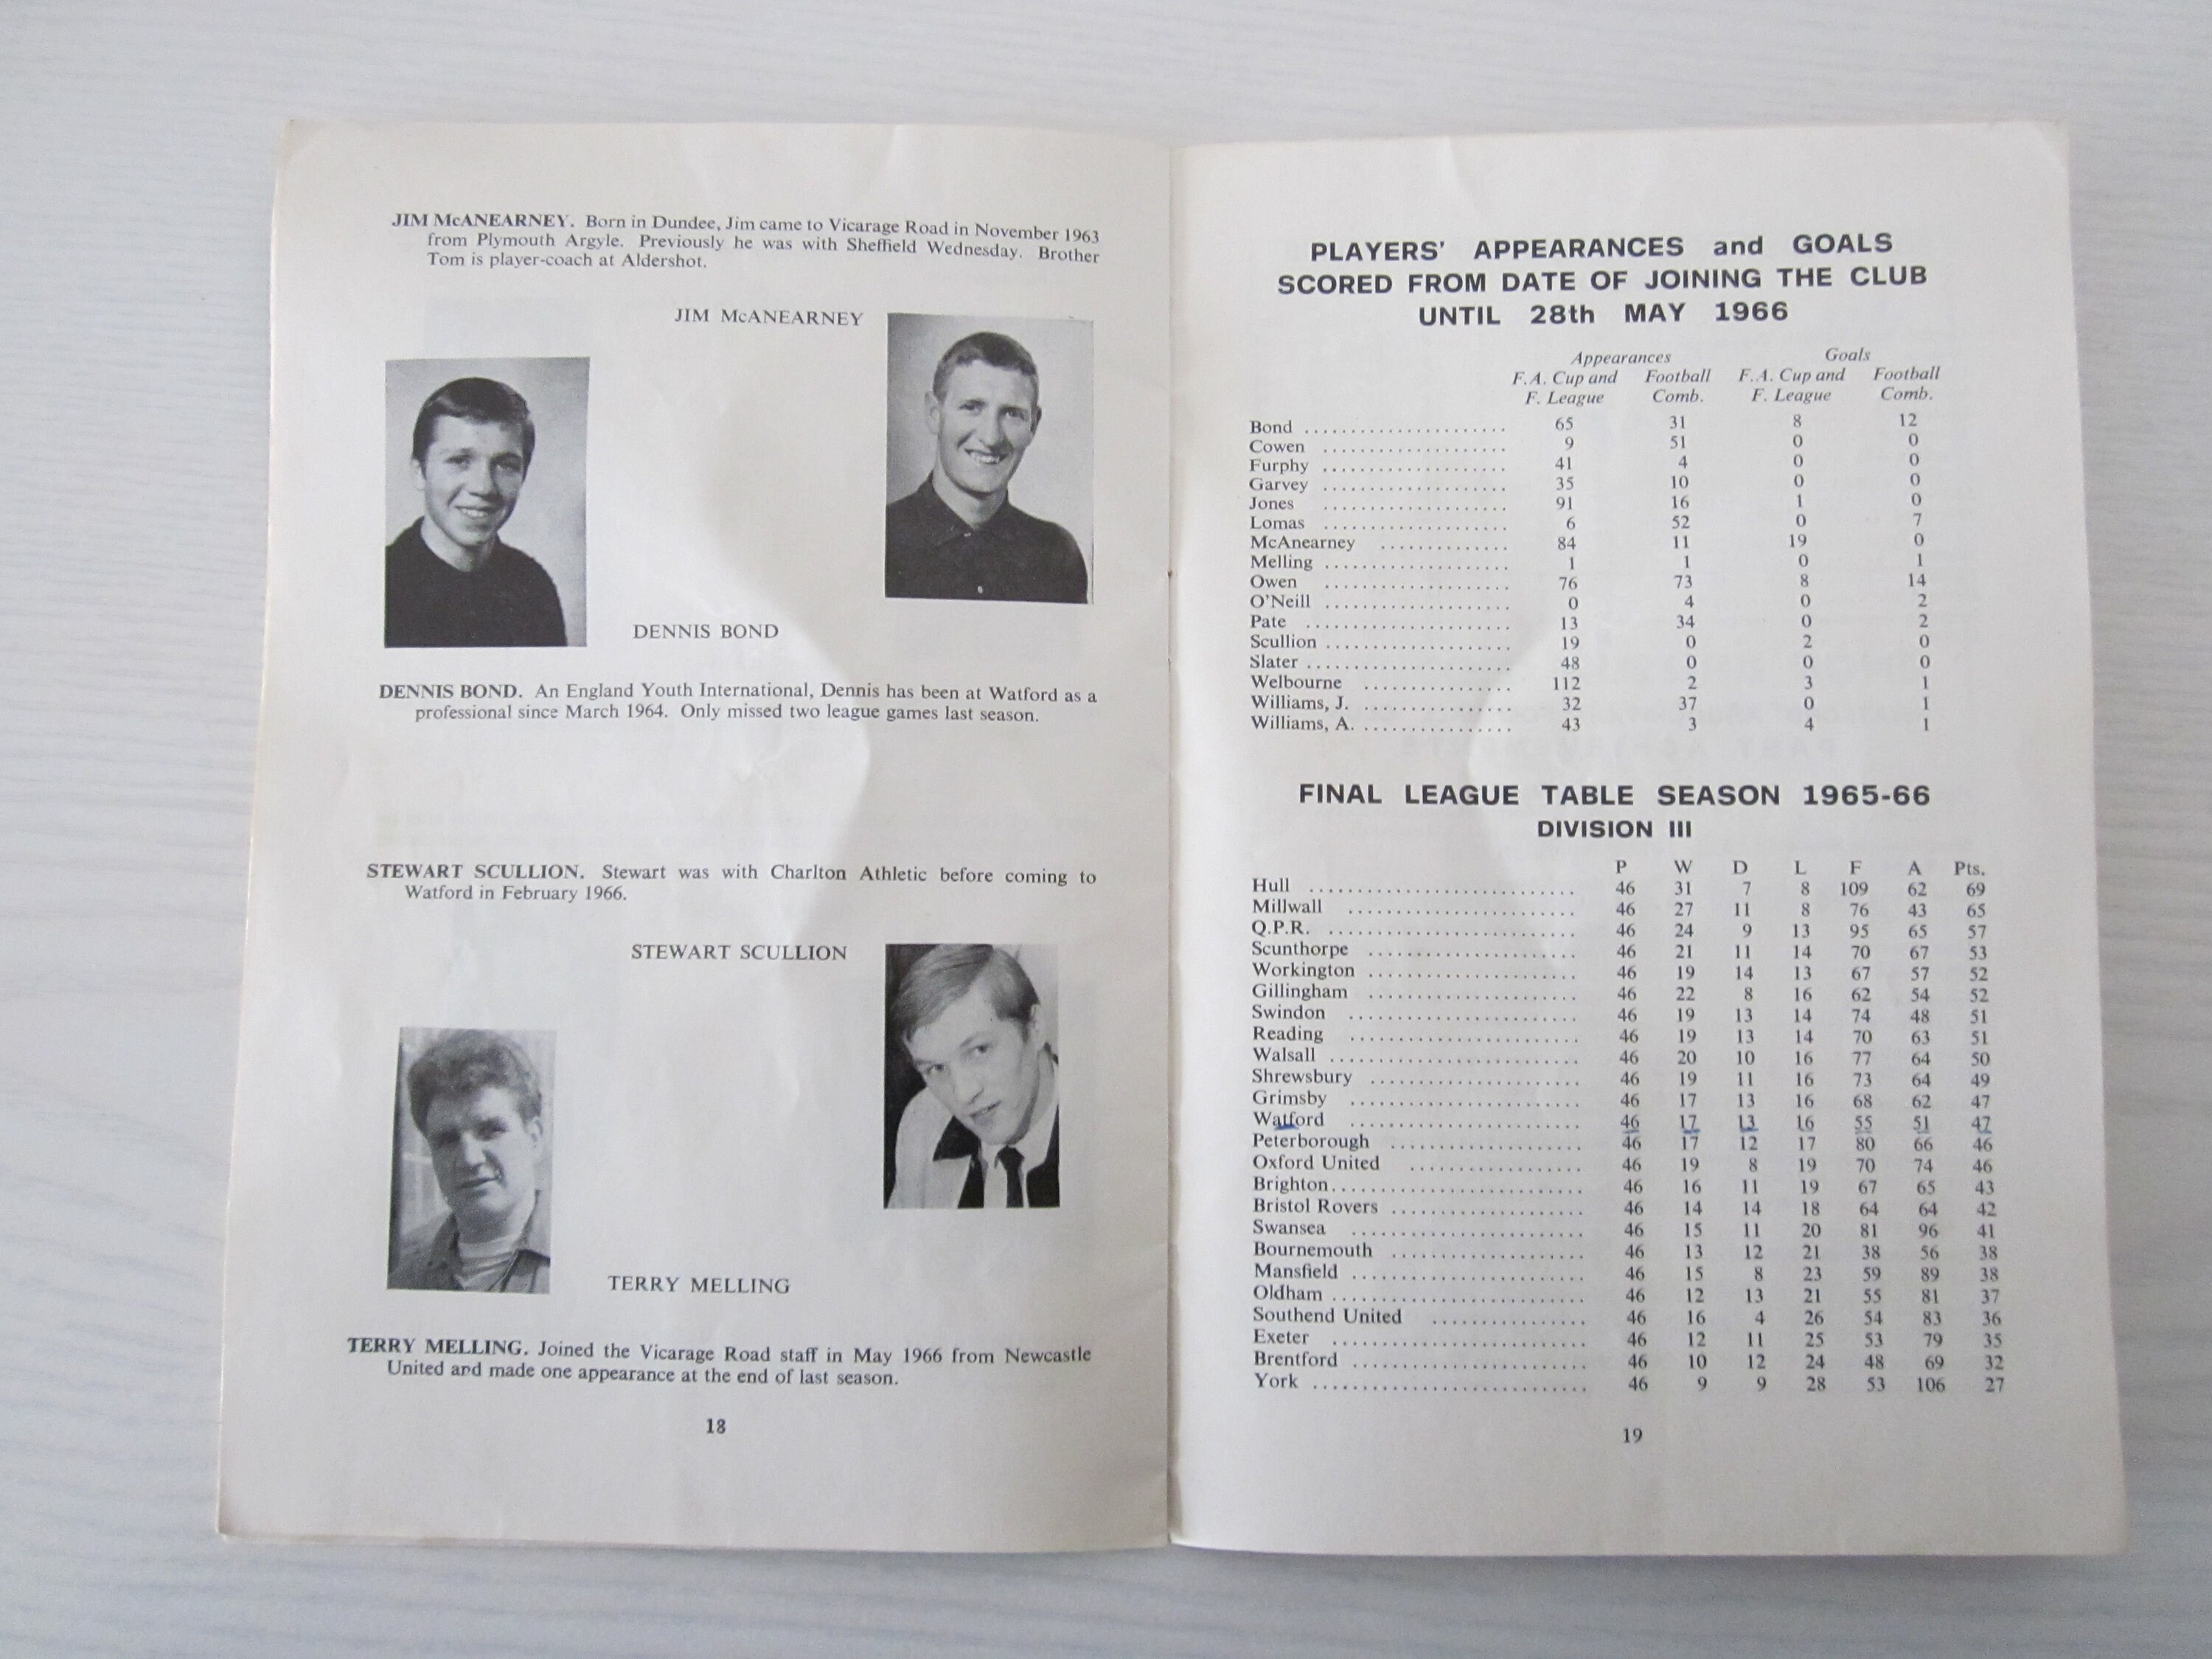 JIM McANEARNEY. Born in Dundee, Jim came to Vicarage Road in November 1963
from Plymouth Argyle. Previously he was with Sheffield Wednesday. Brother
Tom is player-coach at Aldershot.
JIM McANEARNEY
DENNIS BOND
DENNIS BOND. An England Youth International, Dennis has been at Watford as a
professional since March 1964. Only missed two league games last season.
STEWART SCULLION. Stewart was with Charlton Athletic before coming to
Watford in February 1966.
STEWART SCULLION
TERRY MELLING
TERRY MELLING. Joined the Vicarage Road staff in May 1966 from Newcastle
United and made one appearance at the end of last season.
18
PLAYERS' APPEARANCES and GOALS
SCORED FROM DATE OF JOINING THE CLUB
UNTIL 28th MAY 1966
Appearances Goals
F.A. Cup and Football F.A. Cup and Football
F. League Comb. F. League Comb.
Bond ...................... 65 31 8 12
Cowen .................... 9 51 0 0
Furphy .................... 41 4 0 0
Garvey .................... 35 10 0 0
Jones .................... 91 16 1 0
Lomas .................... 6 52 0 7
McAnearney .............. 84 11 19 0
Melling .................... 1 1 0 1
Owen .................... 76 73 8 14
O'Neill .................... 0 4 0 2
Pate ...................... 13 34 0 2
Scullion .................... 19 0 2 0
Slater ...................... 48 0 0 0
Welbourne ................ 112 2 3 1
Williams, J. ................ 32 37 0 1
Williams, A. ................ 43 3 4 1
FINAL LEAGUE TABLE SEASON 1965-66
DIVISION III
P W D L F A Pts.
Hull ............................ 46 31 7 8 109 62 69
Millwall ........................ 46 27 11 8 76 43 65
Q.P.R. .......................... 46 24 9 13 95 65 57
Scunthorpe ...................... 46 21 11 14 70 67 53
Workington ...................... 46 19 14 13 67 57 52
Gillingham ...................... 46 22 8 16 62 54 52
Swindon ........................ 46 19 13 14 74 48 51
Reading ........................ 46 19 13 14 70 63 51
Walsall .......................... 46 20 10 16 77 64 50
Shrewsbury ...................... 46 19 11 16 73 64 49
Grimsby ........................ 46 17 13 16 68 62 47
Watford ........................ 46 17 13 16 55 51 47
Peterborough .................... 46 17 12 17 80 66 46
Oxford United .................. 46 19 8 19 70 74 46
Brighton .......................... 46 16 11 19 67 65 43
Bristol Rovers .................... 46 14 14 18 64 64 42
Swansea ........................ 46 15 11 20 81 96 41
Bournemouth .................... 46 13 12 21 38 56 38
Mansfield ........................ 46 15 8 23 59 89 38
Oldham .......................... 46 12 13 21 55 81 37
Southend United ................ 46 16 4 26 54 83 36
Exeter .......................... 46 12 11 25 53 79 35
Brentford ........................ 46 10 12 24 48 69 32
York ............................ 46 9 9 28 53 106 27
19